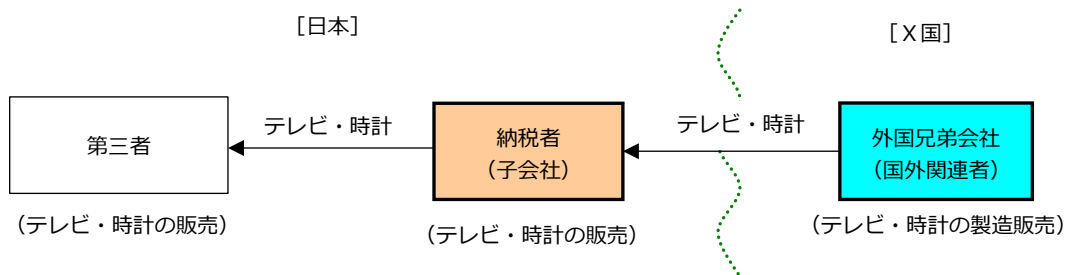 ［日本］
［Ｘ国］
第三者
テレビ・時計
納税者
（子会社）
テレビ・時計
外国兄弟会社
（国外関連者）
（テレビ・時計の販売）
（テレビ・時計の販売）
（テレビ・時計の製造販売）